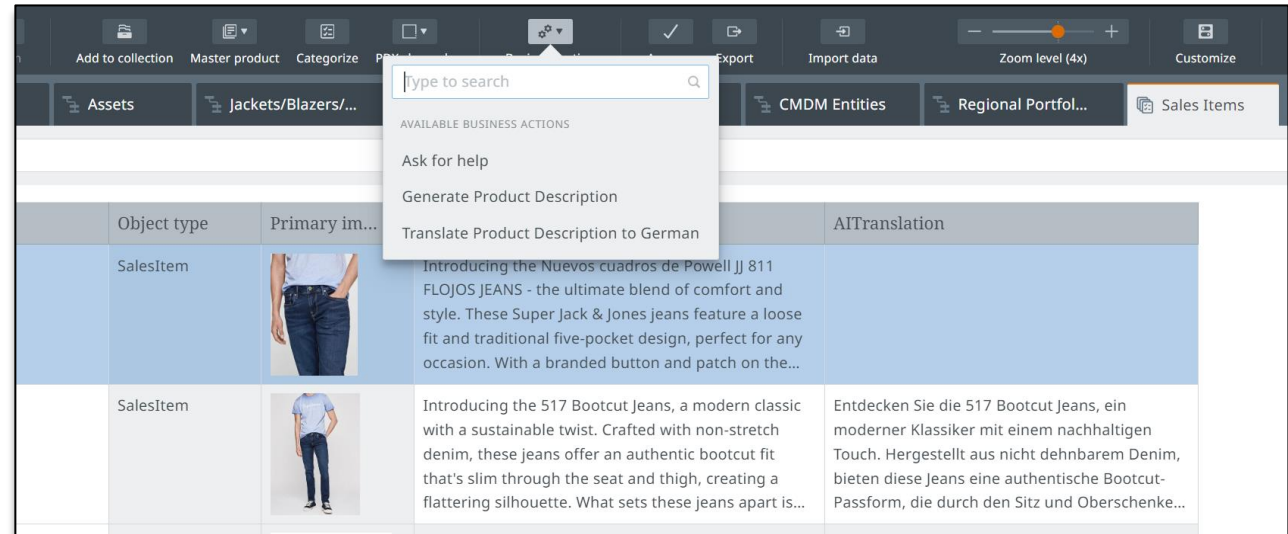 Add to collection
Master product
Categorize
Export
Import data
Zoom level (4x)
Customize
Assets
Jackets/Blazers/...
CMDM Entities
Regional Portfol...
Sales Items
Type to search
AVAILABLE BUSINESS ACTIONS
Ask for help
Generate Product Description
Translate Product Description to German
Object type
Primary im...
AITranslation
SalesItem
Introducing the Nuevos cuadros de Powell JJ 811
FLOJOS JEANS - the ultimate blend of comfort and
style. These Super Jack & Jones jeans feature a loose
fit and traditional five-pocket design, perfect for any
occasion. With a branded button and patch on the...
SalesItem
Introducing the 517 Bootcut Jeans, a modern classic
with a sustainable twist. Crafted with non-stretch
denim, these jeans offer an authentic bootcut fit
that's slim through the seat and thigh, creating a
flattering silhouette. What sets these jeans apart is...
Entdecken Sie die 517 Bootcut Jeans, ein
moderner Klassiker mit einem nachhaltigen
Touch. Hergestellt aus nicht dehnbarem Denim,
bieten diese Jeans eine authentische Bootcut-
Passform, die durch den Sitz und Oberschenke...